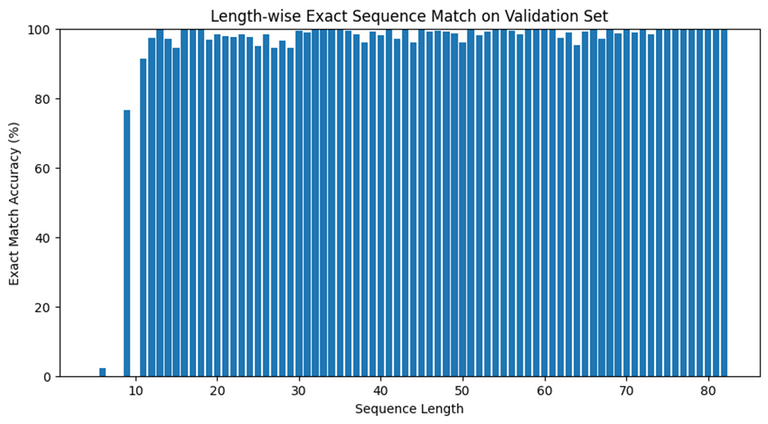 Length-wise Exact Sequence Match on Validation Set
Exact Match Accuracy (%)
100
80
60
40
20
0
10 20 30 40 50 60 70 80
Sequence Length